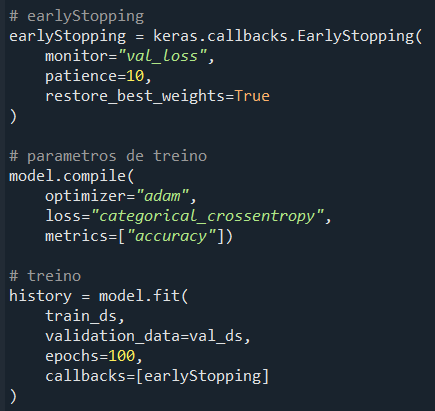 # earlyStopping
earlyStopping = keras.callbacks.EarlyStopping(
    monitor="val_loss",
    patience=10,
    restore_best_weights=True
)

# parametros de treino
model.compile(
    optimizer="adam",
    loss="categorical_crossentropy",
    metrics=["accuracy"])

# treino
history = model.fit(
    train_ds,
    validation_data=val_ds,
    epochs=100,
    callbacks=[earlyStopping]
)